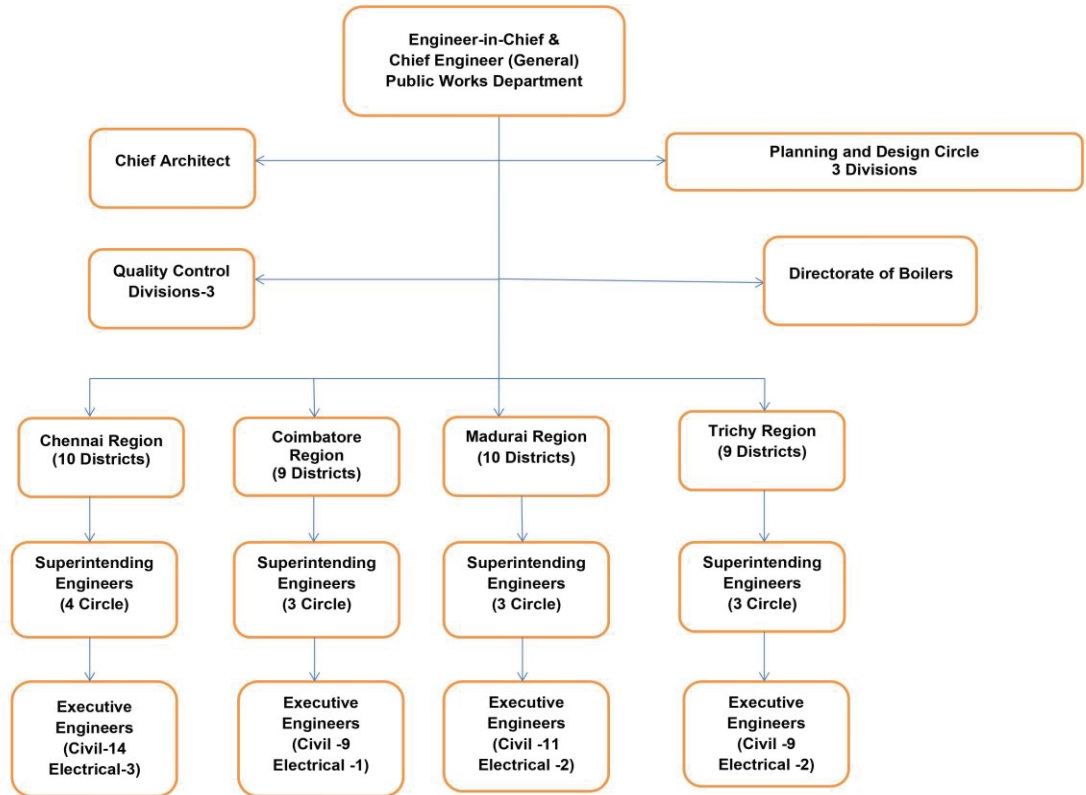 Engineer-in-Chief &
Chief Engineer (General)
Public Works Department
Chief Architect
Planning and Design Circle
3 Divisions
Quality Control
Divisions-3
Directorate of Boilers
Chennai Region
(10 Districts)
Coimbatore
Region
(9 Districts)
Madurai Region
(10 Districts)
Trichy Region
(9 Districts)
Superintending
Engineers
(4 Circle)
Superintending
Engineers
(3 Circle)
Superintending
Engineers
(3 Circle)
Superintending
Engineers
(3 Circle)
Executive
Engineers
(Civil-14
Electrical-3)
Executive
Engineers
(Civil -9
Electrical -1)
Executive
Engineers
(Civil -11
Electrical -2)
Executive
Engineers
(Civil -9
Electrical -2)